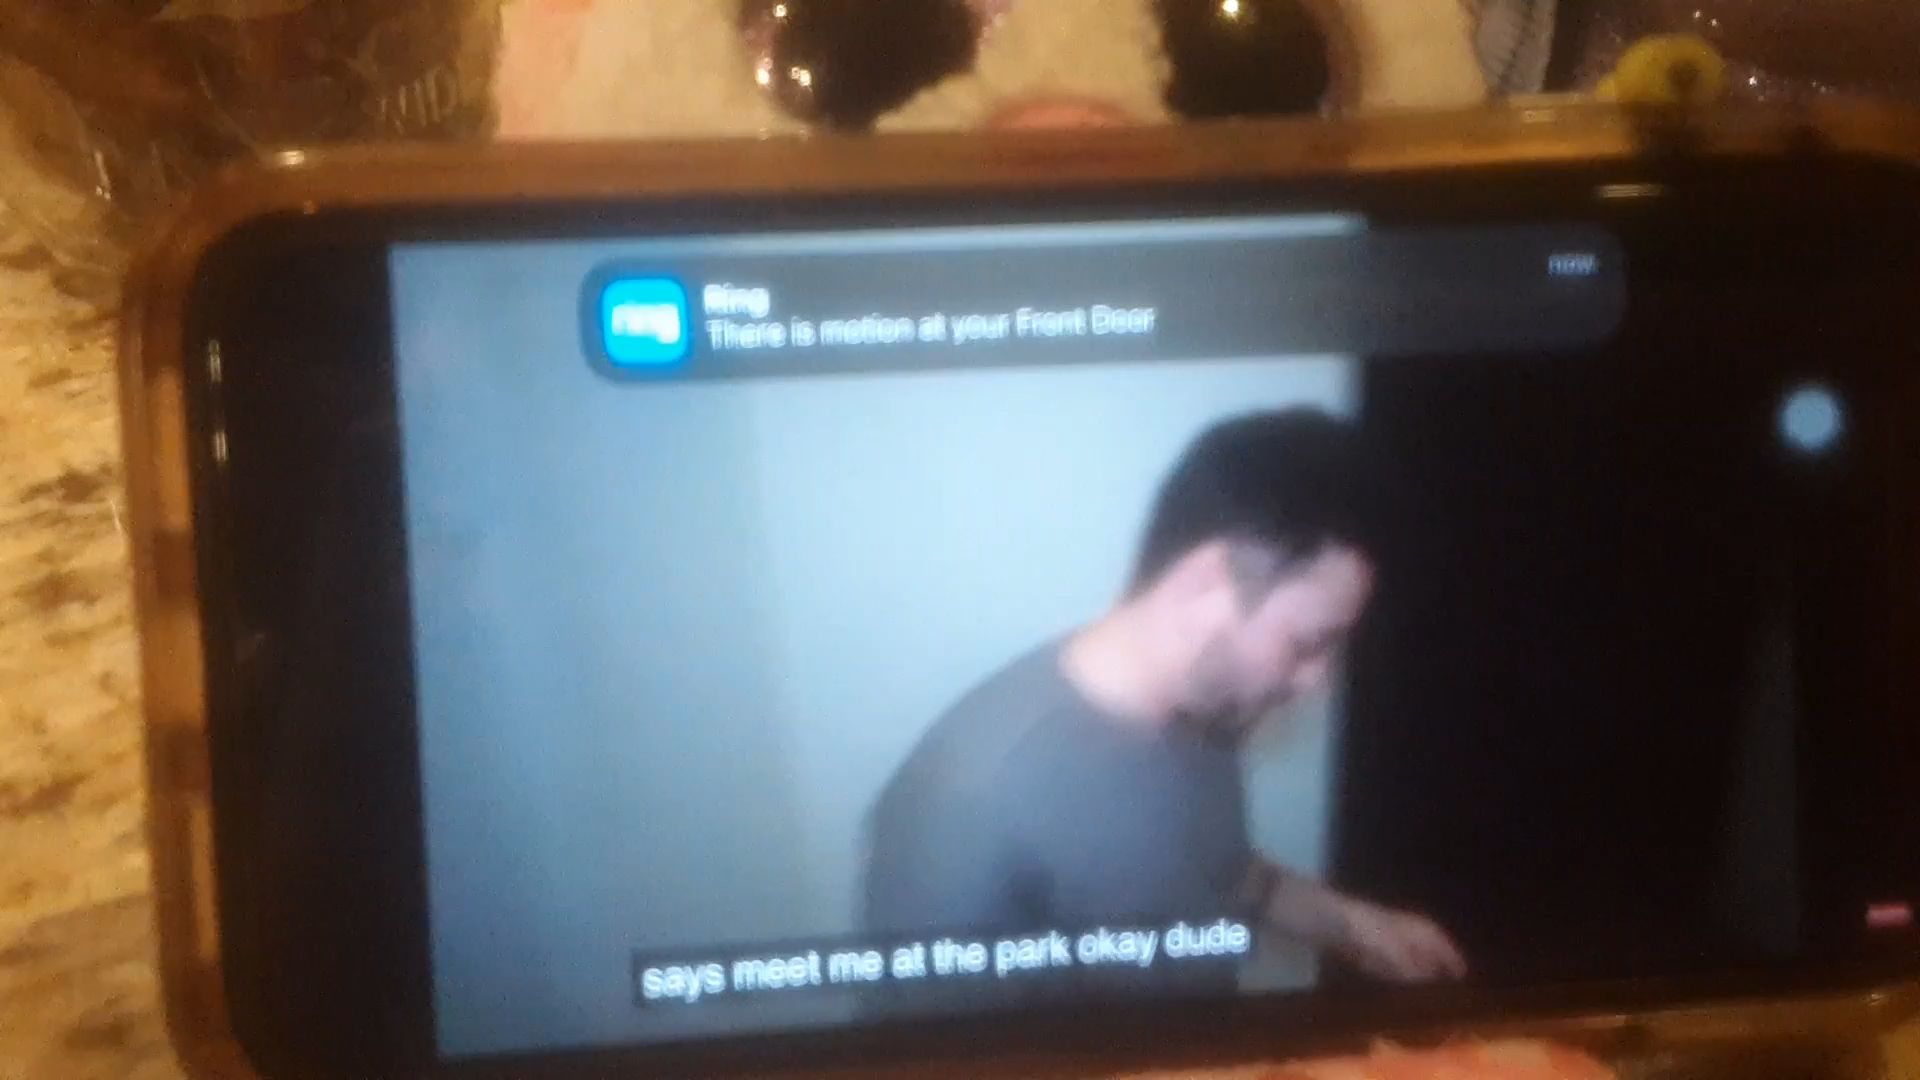 now
ring
Ring
There is motion at your Front Door
says meet me at the park okay dude